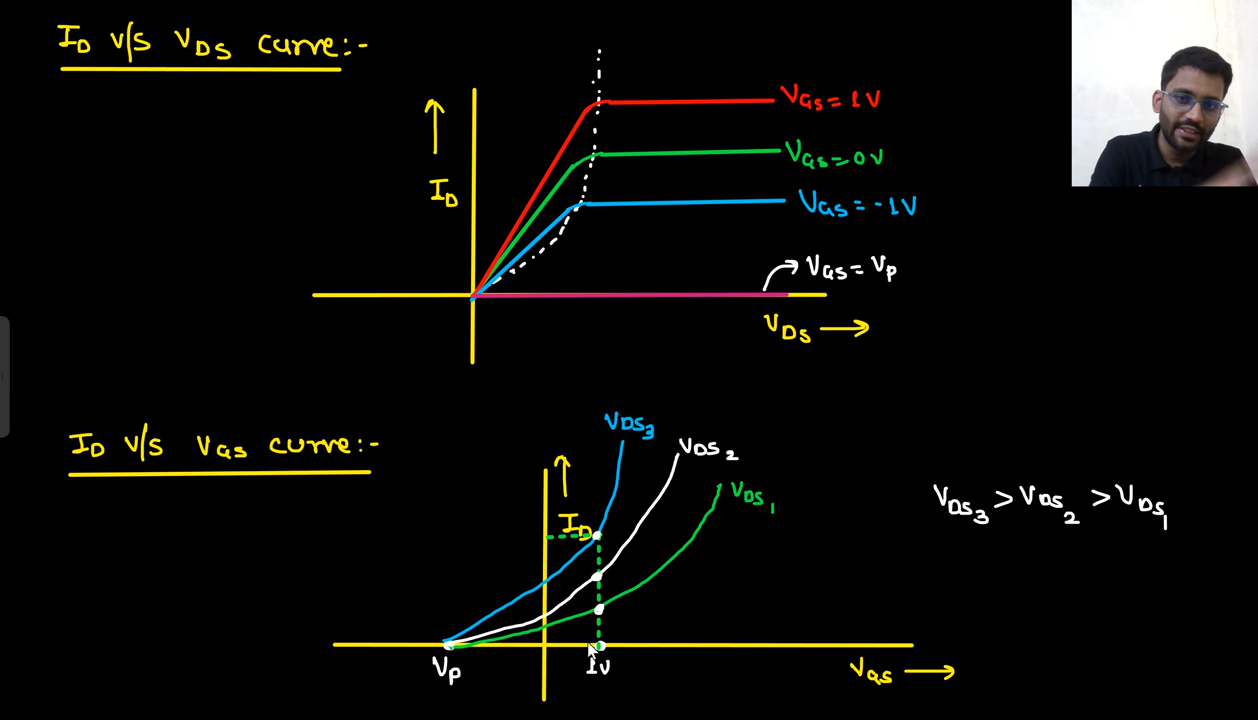 ID v/s VDS curve:-
VGS = 1V
VGS = 0V
ID
VGS = -1V
VGS = VP
VDS
ID v/s VGS curve:-
VDS3
VDS2
VDS1
ID
VDS3 > VDS2 > VDS1
VP
1V
VGS